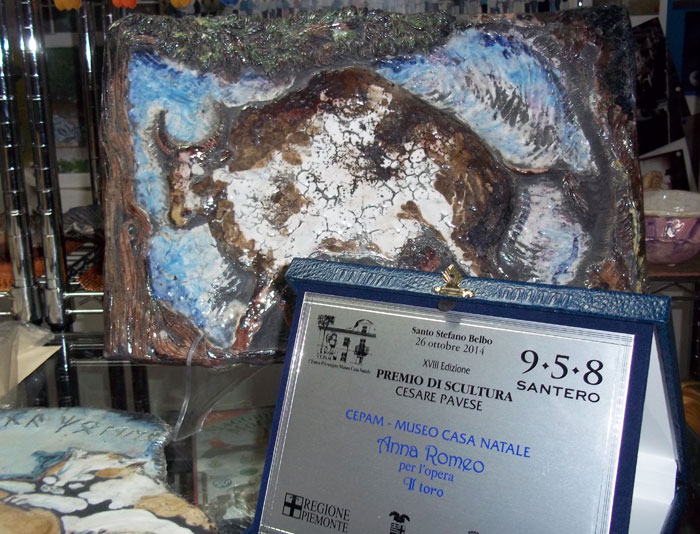 Santo Stefano Belbo
26 ottobre 2014
XVIII Edizione
PREMIO DI SCULTURA
CESARE PAVESE
9·5·8
SANTERO
CEPAM - MUSEO CASA NATALE
Anna Romeo
per l'opera
Il toro
REGIONE
PIEMONTE